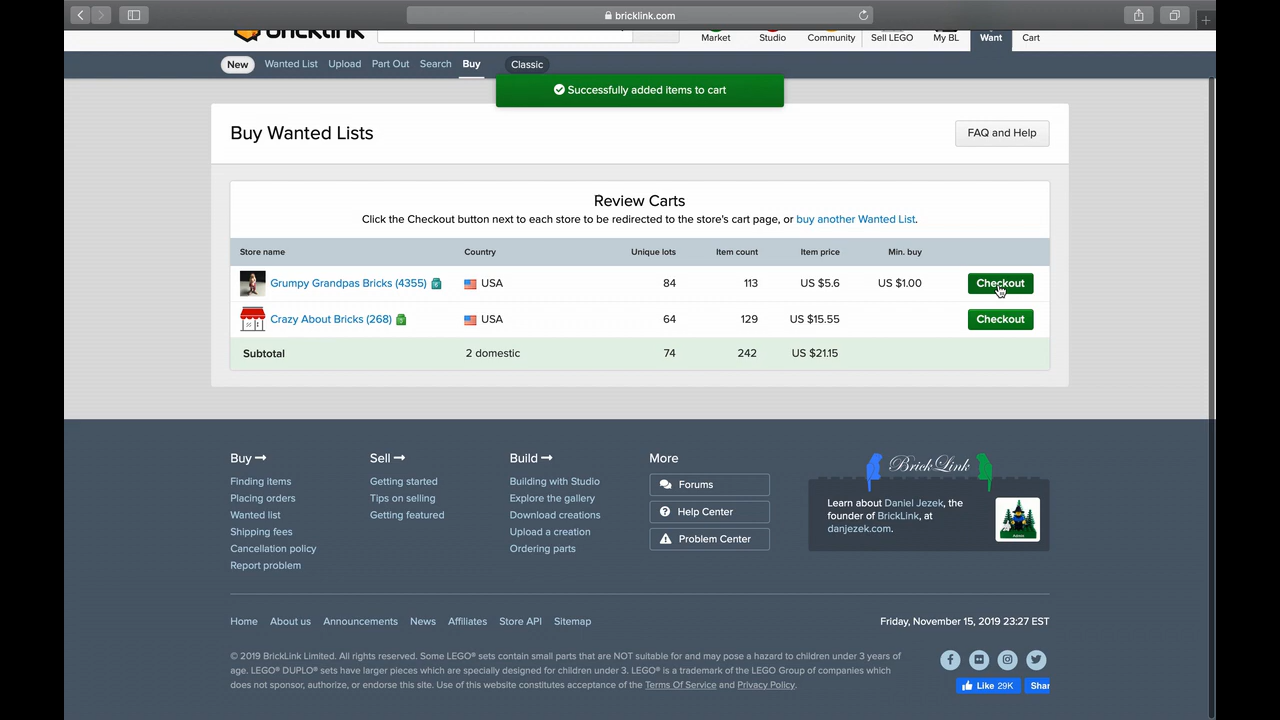 bricklink.com
bricklink
Market
Studio
Community
Sell LEGO
My BL
Want
Cart
New
Wanted List
Upload
Part Out
Search
Buy
Classic
Successfully added items to cart
Buy Wanted Lists
FAQ and Help
Review Carts
Click the Checkout button next to each store to be redirected to the store's cart page, or buy another Wanted List.
Store name Country Unique lots Item count Item price Min. buy
Grumpy Grandpas Bricks (4355) USA 84 113 US $5.6 US $1.00 Checkout
Crazy About Bricks (268) USA 64 129 US $15.55 Checkout
Subtotal 2 domestic 74 242 US $21.15
Buy
Finding items
Placing orders
Wanted list
Shipping fees
Cancellation policy
Report problem
Sell
Getting started
Tips on selling
Getting featured
Build
Building with Studio
Explore the gallery
Download creations
Upload a creation
Ordering parts
More
Forums
Help Center
Problem Center
BrickLink
Learn about Daniel Jezek, the
founder of BrickLink, at
danjezek.com.
Admin
Home About us Announcements News Affiliates Store API Sitemap
Friday, November 15, 2019 23:27 EST
© 2019 BrickLink Limited. All rights reserved. Some LEGO® sets contain small parts that are NOT suitable for and may pose a hazard to children under 3 years of
age. LEGO® DUPLO® sets have larger pieces which are specially designed for children under 3. LEGO® is a trademark of the LEGO Group of companies which
does not sponsor, authorize, or endorse this site. Use of this website constitutes acceptance of the Terms Of Service and Privacy Policy.
Like 29K
Shar